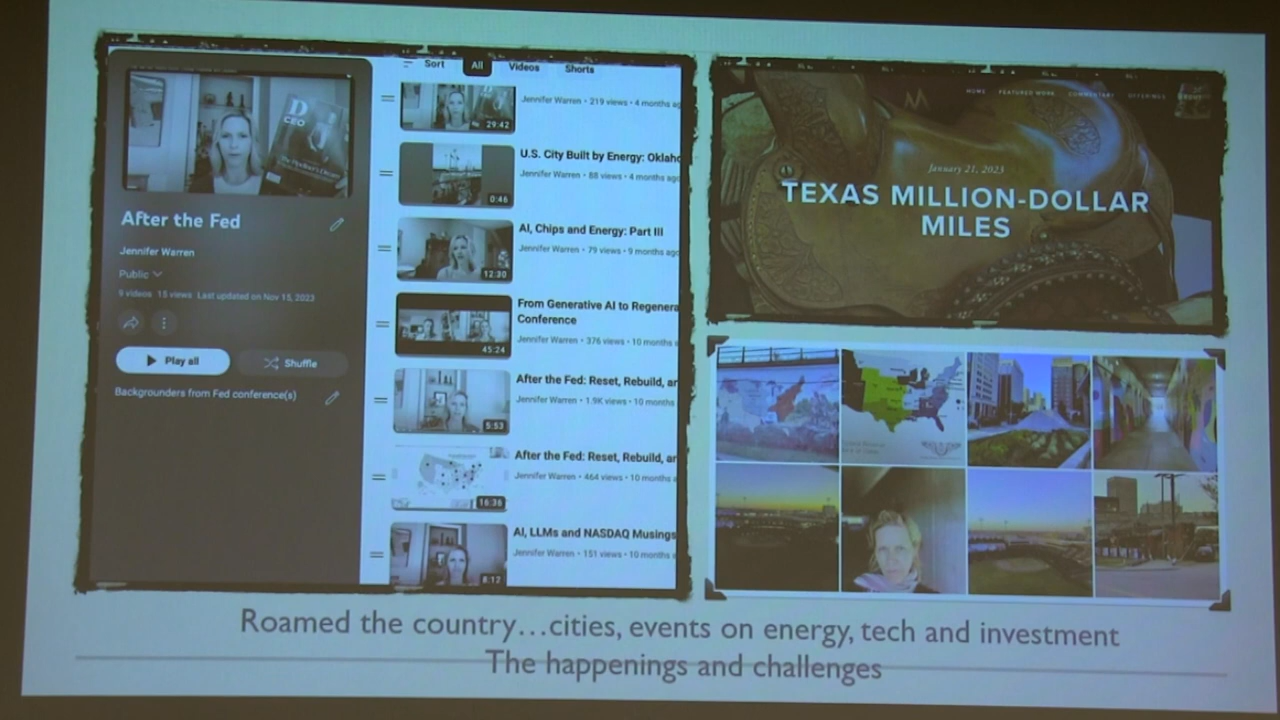 After the Fed
Jennifer Warren
Public
9 videos 15 views Last updated on Nov 15, 2023
Play all
Shuffle
Backgrounders from Fed conference(s)
D
CEO
Sort
All
Videos
Shorts
Jennifer Warren • 219 views • 4 months ag
29:42
U.S. City Built by Energy: Oklaho
Jennifer Warren • 88 views • 4 months ago
0:46
AI, Chips and Energy: Part III
Jennifer Warren • 79 views • 9 months ago
12:30
From Generative AI to Regenera
Conference
Jennifer Warren • 376 views • 10 months
45:24
After the Fed: Reset, Rebuild, an
Jennifer Warren • 1.9K views • 10 months
5:53
After the Fed: Reset, Rebuild, an
Jennifer Warren • 464 views • 10 months
16:36
AI, LLMs and NASDAQ Musings
Jennifer Warren • 151 views • 10 months
8:12
HOME
FEATURED WORK
COMMENTARY
OFFERINGS
ABOUT
January 21, 2023
TEXAS MILLION-DOLLAR
MILES
Roamed the country...cities, events on energy, tech and investment
The happenings and challenges